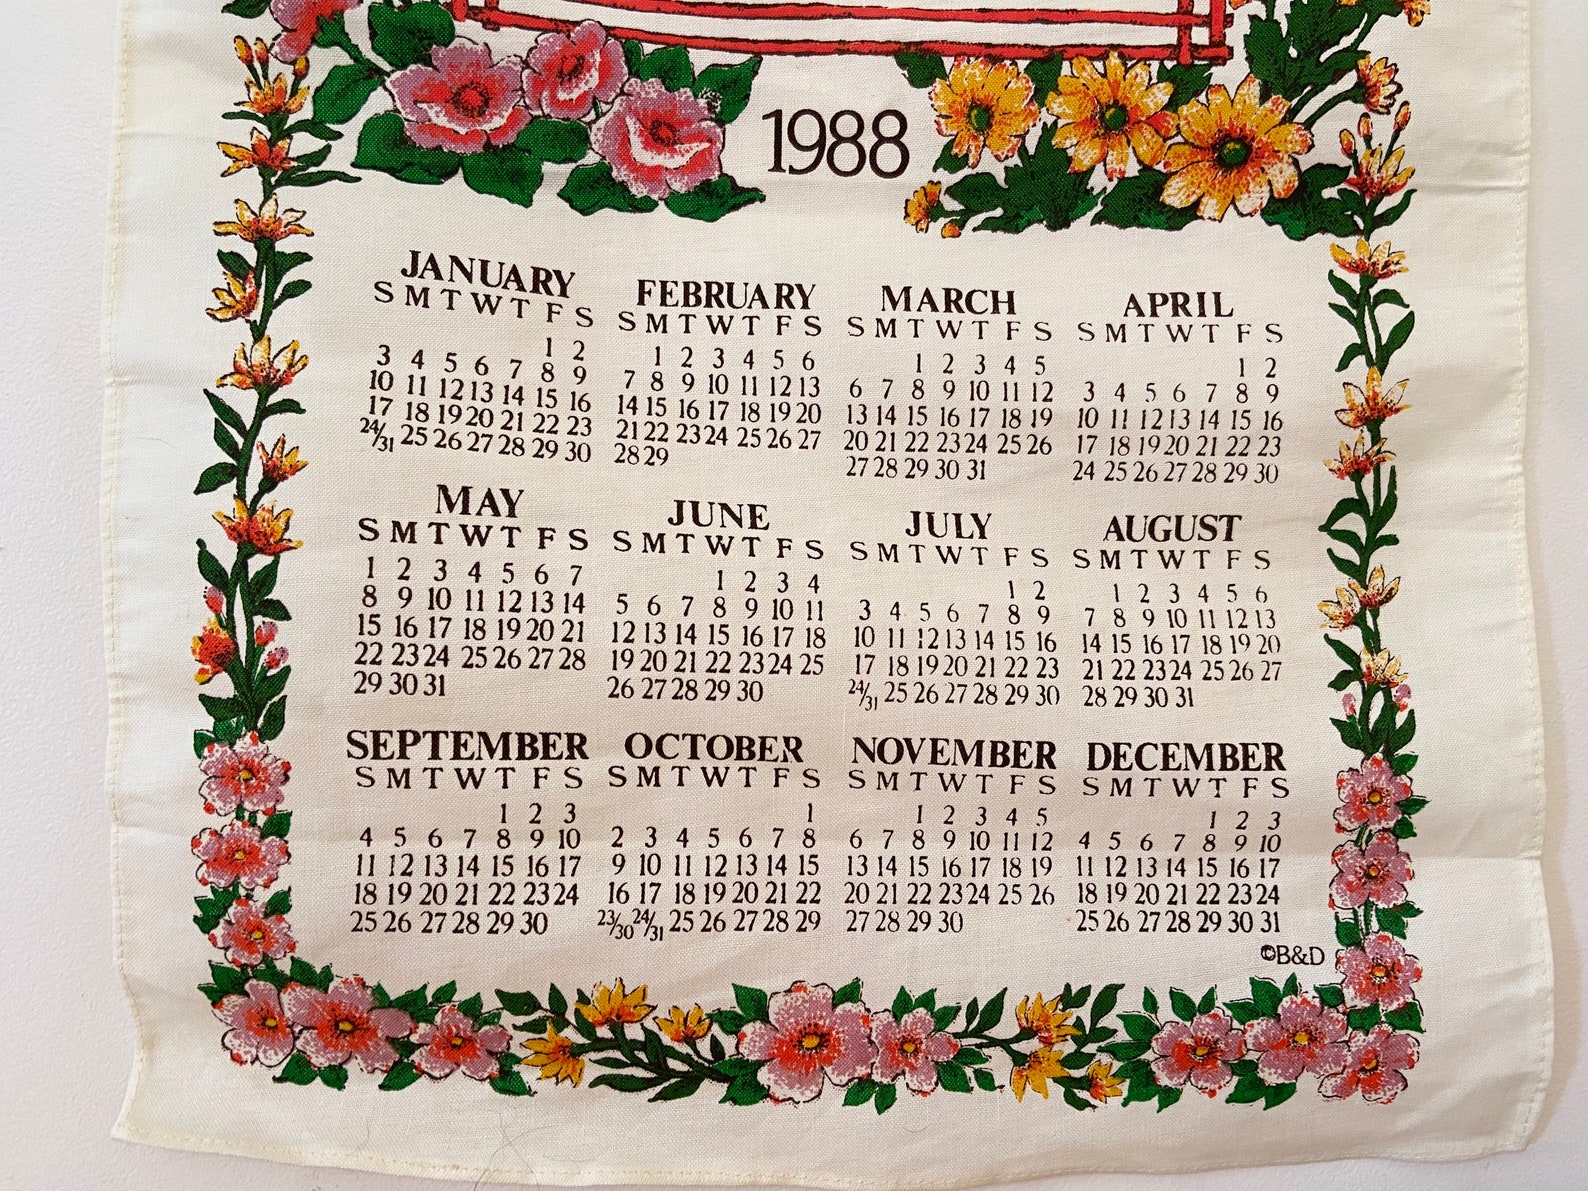 1988
JANUARY
S M T W T F S
1 2
3 4 5 6 7 8 9
10 11 12 13 14 15 16
17 18 19 20 21 22 23
24/31 25 26 27 28 29 30
FEBRUARY
S M T W T F S
1 2 3 4 5 6
7 8 9 10 11 12 13
14 15 16 17 18 19 20
21 22 23 24 25 26 27
28 29
MARCH
S M T W T F S
1 2 3 4 5
6 7 8 9 10 11 12
13 14 15 16 17 18 19
20 21 22 23 24 25 26
27 28 29 30 31
APRIL
S M T W T F S
1 2
3 4 5 6 7 8 9
10 11 12 13 14 15 16
17 18 19 20 21 22 23
24 25 26 27 28 29 30
MAY
S M T W T F S
1 2 3 4 5 6 7
8 9 10 11 12 13 14
15 16 17 18 19 20 21
22 23 24 25 26 27 28
29 30 31
JUNE
S M T W T F S
1 2 3 4
5 6 7 8 9 10 11
12 13 14 15 16 17 18
19 20 21 22 23 24 25
26 27 28 29 30
JULY
S M T W T F S
1 2
3 4 5 6 7 8 9
10 11 12 13 14 15 16
17 18 19 20 21 22 23
24/31 25 26 27 28 29 30
AUGUST
S M T W T F S
1 2 3 4 5 6
7 8 9 10 11 12 13
14 15 16 17 18 19 20
21 22 23 24 25 26 27
28 29 30 31
SEPTEMBER
S M T W T F S
1 2 3
4 5 6 7 8 9 10
11 12 13 14 15 16 17
18 19 20 21 22 23 24
25 26 27 28 29 30
OCTOBER
S M T W T F S
1
2 3 4 5 6 7 8
9 10 11 12 13 14 15
16 17 18 19 20 21 22
23/30 24/31 25 26 27 28 29
NOVEMBER
S M T W T F S
1 2 3 4 5
6 7 8 9 10 11 12
13 14 15 16 17 18 19
20 21 22 23 24 25 26
27 28 29 30
DECEMBER
S M T W T F S
1 2 3
4 5 6 7 8 9 10
11 12 13 14 15 16 17
18 19 20 21 22 23 24
25 26 27 28 29 30 31
©B&D